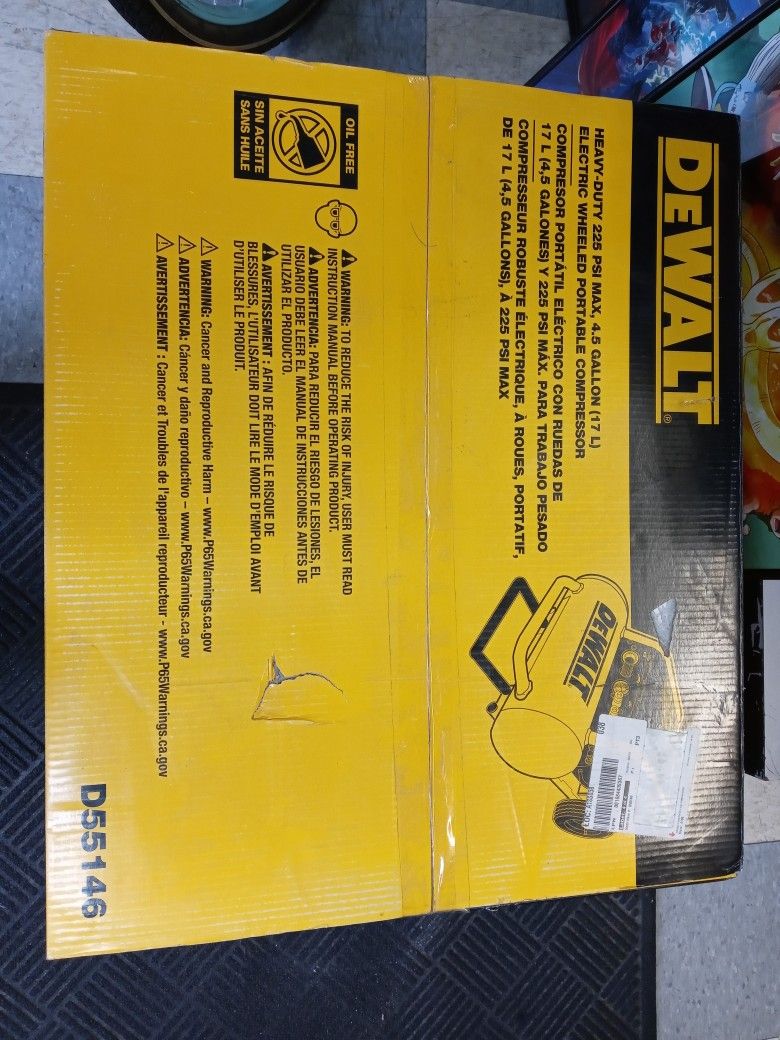 DEWALT®
HEAVY-DUTY 225 PSI MAX, 4.5 GALLON (17 L)
ELECTRIC WHEELED PORTABLE COMPRESSOR
COMPRESOR PORTÁTIL ELÉCTRICO CON RUEDAS DE
17 L (4,5 GALONES) Y 225 PSI MÁX. PARA TRABAJO PESADO
COMPRESSEUR ROBUSTE ÉLECTRIQUE, À ROUES, PORTATIF,
DE 17 L (4,5 GALLONS), À 225 PSI MAX
DEWALT
OIL FREE
SIN ACEITE
SANS HUILE
⚠ WARNING: TO REDUCE THE RISK OF INJURY, USER MUST READ
INSTRUCTION MANUAL BEFORE OPERATING PRODUCT.
⚠ ADVERTENCIA: PARA REDUCIR EL RIESGO DE LESIONES, EL
USUARIO DEBE LEER EL MANUAL DE INSTRUCCIONES ANTES DE
UTILIZAR EL PRODUCTO.
⚠ AVERTISSEMENT : AFIN DE RÉDUIRE LE RISQUE DE
BLESSURES, L'UTILISATEUR DOIT LIRE LE MODE D'EMPLOI AVANT
D'UTILISER LE PRODUIT.
⚠ WARNING: Cancer and Reproductive Harm – www.P65Warnings.ca.gov
⚠ ADVERTENCIA: Cáncer y daño reproductivo – www.P65Warnings.ca.gov
⚠ AVERTISSEMENT : Cancer et Troubles de l'appareil reproducteur - www.P65Warnings.ca.gov
D55146